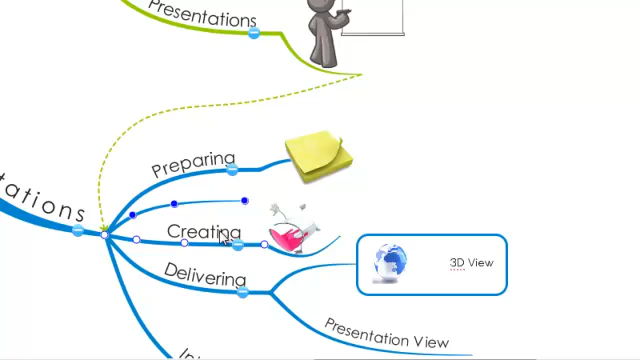 Presentations
Preparing
tations
Creating
Delivering
3D View
Presentation View